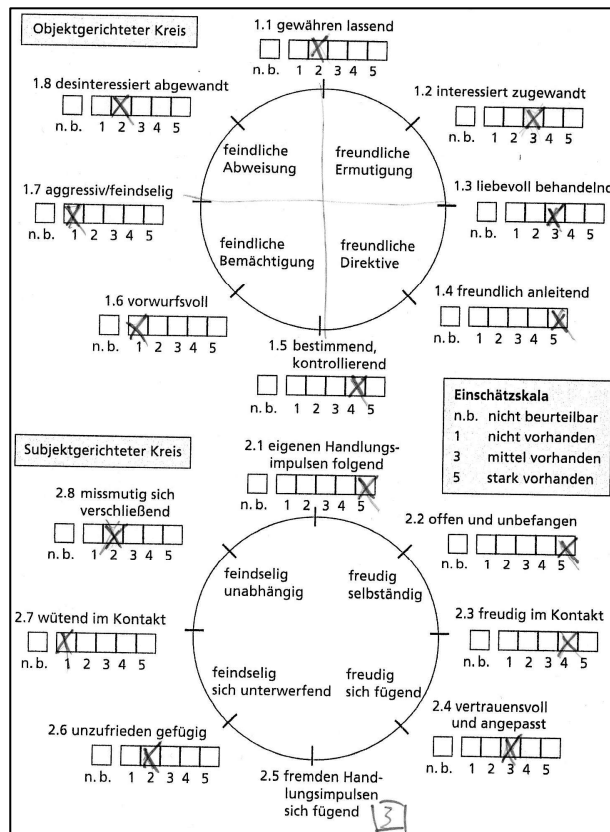 Objektgerichteter Kreis
1.1 gewähren lassend
n. b. 1 2 3 4 5
1.8 desinteressiert abgewandt
n. b. 1 2 3 4 5
1.2 interessiert zugewandt
n. b. 1 2 3 4 5
feindliche
Abweisung
freundliche
Ermutigung
1.7 aggressiv/feindselig
n. b. 1 2 3 4 5
1.3 liebevoll behandelnd
n. b. 1 2 3 4 5
feindliche
Bemächtigung
freundliche
Direktive
1.6 vorwurfsvoll
n. b. 1 2 3 4 5
1.4 freundlich anleitend
n. b. 1 2 3 4 5
1.5 bestimmend,
kontrollierend
n. b. 1 2 3 4 5
Einschätzskala
n.b. nicht beurteilbar
1 nicht vorhanden
3 mittel vorhanden
5 stark vorhanden
Subjektgerichteter Kreis
2.1 eigenen Handlungs-
impulsen folgend
n. b. 1 2 3 4 5
2.8 missmutig sich
verschließend
n. b. 1 2 3 4 5
2.2 offen und unbefangen
n. b. 1 2 3 4 5
feindselig
unabhängig
freudig
selbständig
2.7 wütend im Kontakt
n. b. 1 2 3 4 5
2.3 freudig im Kontakt
n. b. 1 2 3 4 5
feindselig
sich unterwerfend
freudig
sich fügend
2.6 unzufrieden gefügig
n. b. 1 2 3 4 5
2.4 vertrauensvoll
und angepasst
n. b. 1 2 3 4 5
2.5 fremden Hand-
lungsimpulsen
sich fügend 3